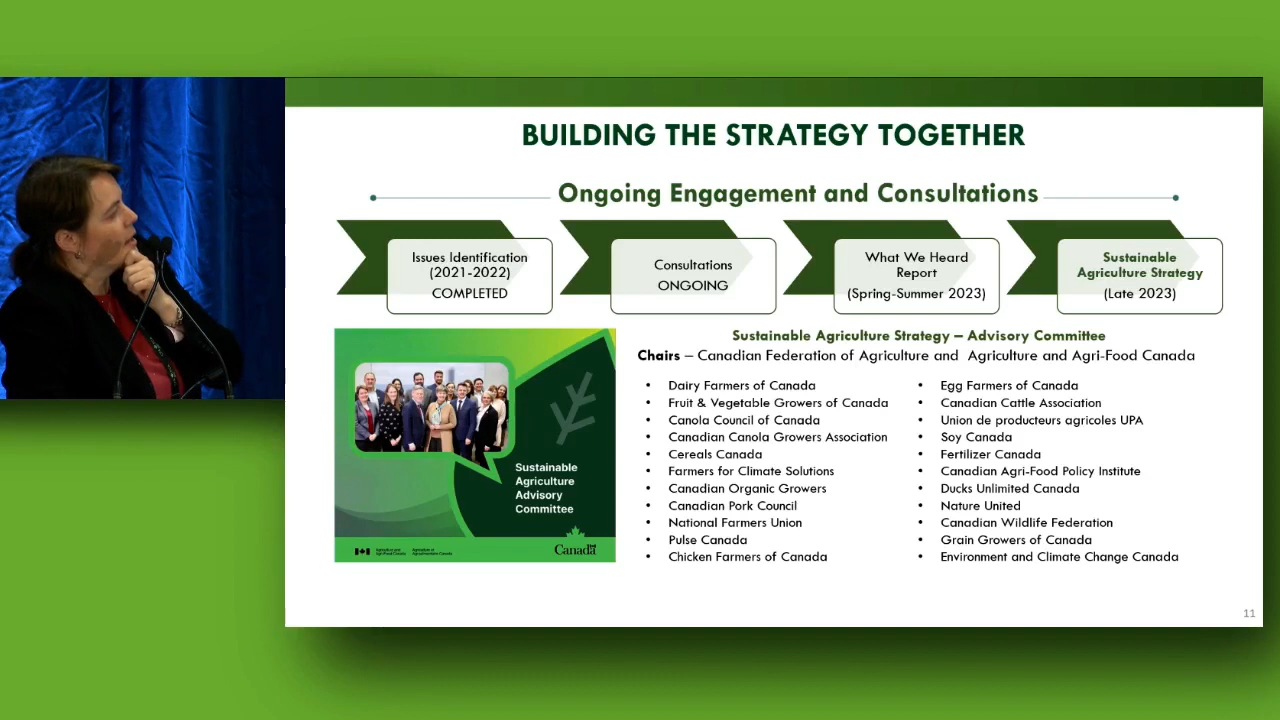 BUILDING THE STRATEGY TOGETHER
Ongoing Engagement and Consultations
Issues Identification
(2021-2022)
COMPLETED
Consultations
ONGOING
What We Heard
Report
(Spring-Summer 2023)
Sustainable
Agriculture Strategy
(Late 2023)
Sustainable
Agriculture
Advisory
Committee
Canada
Sustainable Agriculture Strategy – Advisory Committee
Chairs – Canadian Federation of Agriculture and Agriculture and Agri-Food Canada
• Dairy Farmers of Canada
• Fruit & Vegetable Growers of Canada
• Canola Council of Canada
• Canadian Canola Growers Association
• Cereals Canada
• Farmers for Climate Solutions
• Canadian Organic Growers
• Canadian Pork Council
• National Farmers Union
• Pulse Canada
• Chicken Farmers of Canada
• Egg Farmers of Canada
• Canadian Cattle Association
• Union de producteurs agricoles UPA
• Soy Canada
• Fertilizer Canada
• Canadian Agri-Food Policy Institute
• Ducks Unlimited Canada
• Nature United
• Canadian Wildlife Federation
• Grain Growers of Canada
• Environment and Climate Change Canada
11